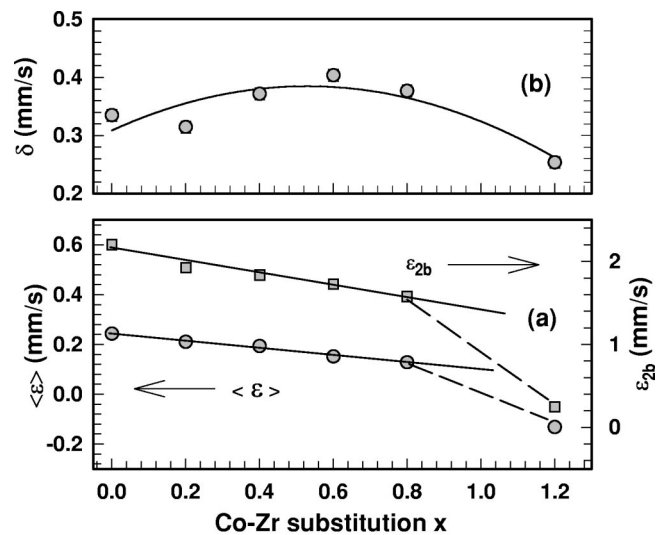 0.5
0.4
0.3
0.2
δ (mm/s)
(b)
0.6
0.4
0.2
0.0
-0.2
<ε> (mm/s)
ε2b
(a)
< ε >
2
1
0
ε2b (mm/s)
0.0 0.2 0.4 0.6 0.8 1.0 1.2
Co-Zr substitution x